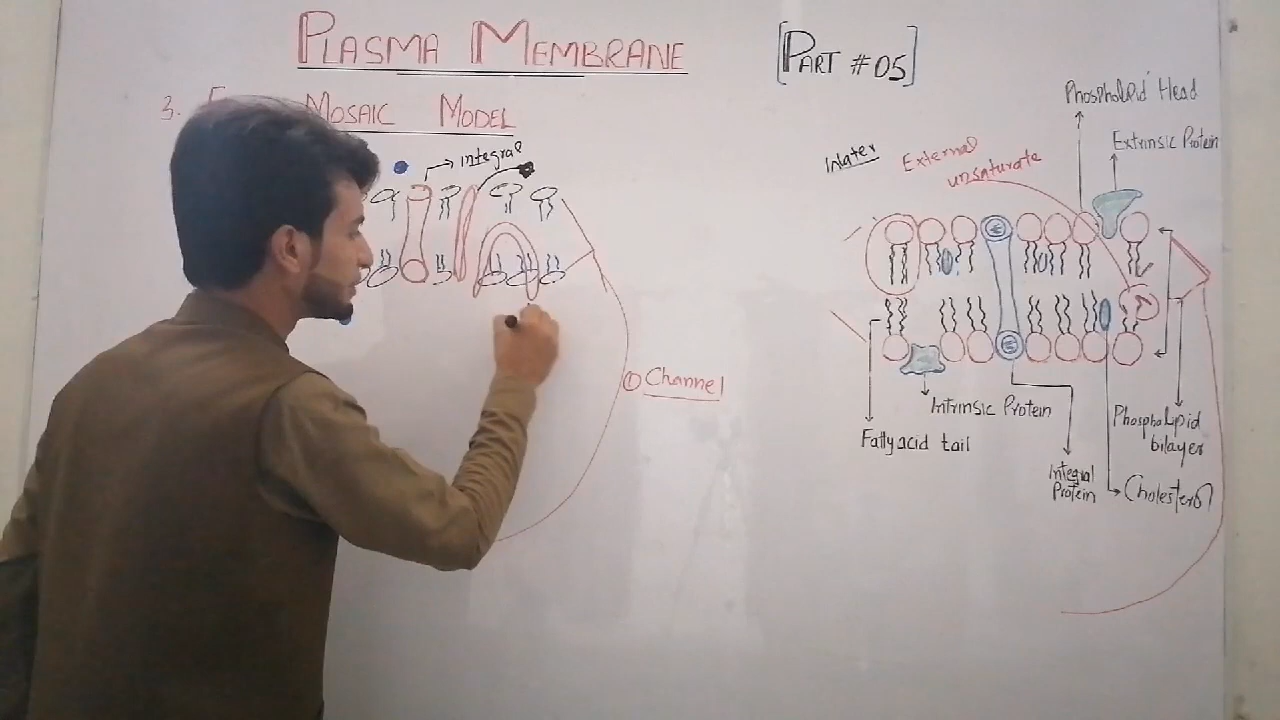 PLASMA MEMBRANE
[PART #05]
3. MOSAIC MODEL
integral
① Channel
Phospholipid Head
Extrinsic Protein
External
unsaturate
Intrinsic Protein
Fatty acid tail
Integral
Protein
Phospholipid
bilayer
Cholesterol